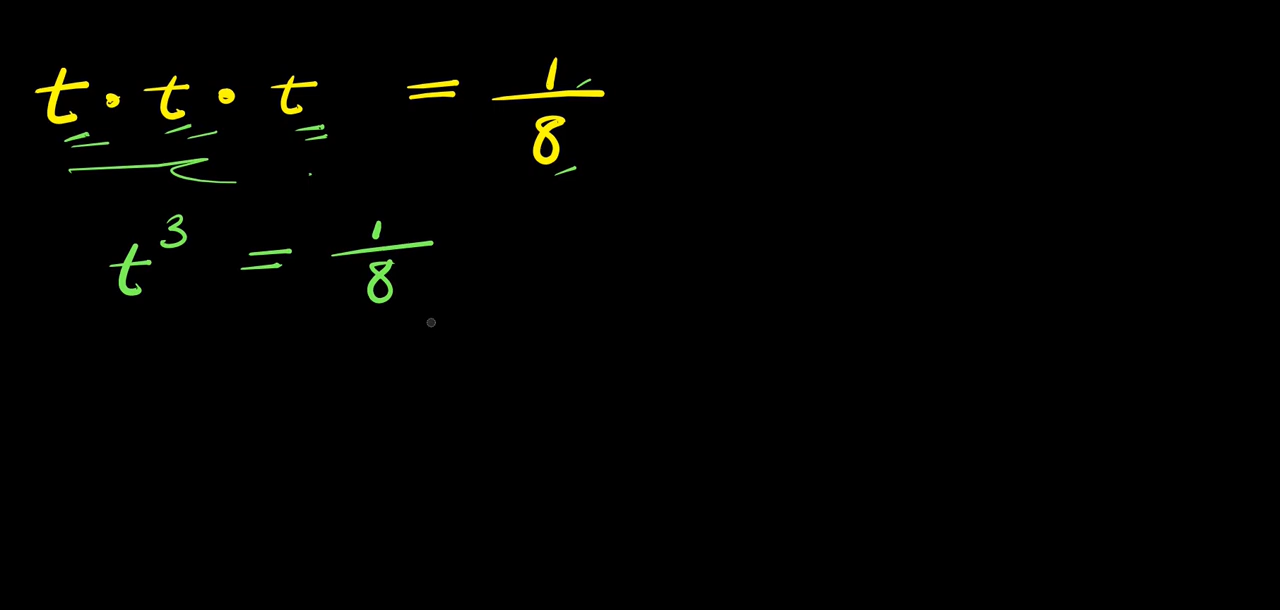 t · t · t = 1/8
t³ = 1/8